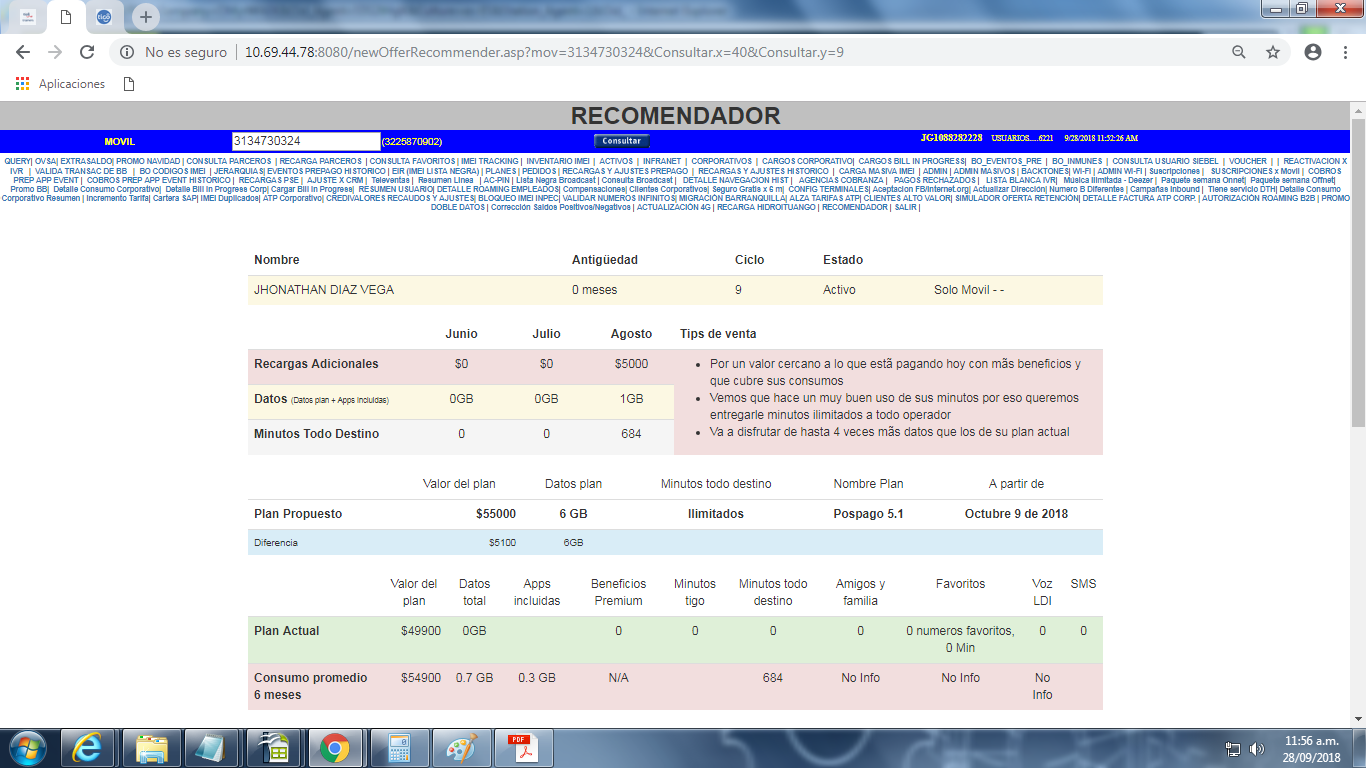 No es seguro | 10.69.44.78:8080/newOfferRecommender.asp?mov=3134730324&Consultar.x=40&Consultar.y=9
Aplicaciones
RECOMENDADOR
MOVIL 3134730324 (3225870902) Consultar JG1088282228 USUARIOS.....6221 9/28/2018 11:52:26 AM
QUERY| OVSA| EXTRASALDO| PROMO NAVIDAD | CONSULTA PARCEROS | RECARGA PARCEROS | CONSULTA FAVORITOS | IMEI TRACKING | INVENTARIO IMEI | ACTIVOS | INFRANET | CORPORATIVOS | CARGOS CORPORATIVO| CARGOS BILL IN PROGRESS| BO_EVENTOS_PRE | BO_INMUNES | CONSULTA USUARIO SIEBEL | VOUCHER | | REACTIVACION X
IVR | VALIDA TRANSAC DE BB | BO CODIGOS IMEI | JERARQUIAS| EVENTOS PREPAGO HISTORICO | EIR (IMEI LISTA NEGRA) | PLANES | PEDIDOS | RECARGAS Y AJUSTES PREPAGO | RECARGAS Y AJUSTES HISTORICO | CARGA MASIVA IMEI | ADMIN | ADMIN MASIVOS | BACKTONES| Wi-Fi | ADMIN Wi-FI | Suscripciones | SUSCRIPCIONES x Movil | COBROS
PREP APP EVENT | COBROS PREP APP EVENT HISTORICO | RECARGAS PSE | AJUSTE X CRM | Televentas | Resumen Linea | AC-PIN | Lista Negra Broadcast | Consulta Broadcast | DETALLE NAVEGACION HIST | AGENCIAS COBRANZA | PAGOS RECHAZADOS | LISTA BLANCA IVR| Música Ilimitada - Deezer | Paquete semana Onnet| Paquete semana Offnet|
Promo BB| Detalle Consumo Corporativo| Detalle Bill In Progress Corp| Cargar Bill In Progress| RESUMEN USUARIO| DETALLE ROAMING EMPLEADOS| Compensaciones| Clientes Corporativos| Seguro Gratis x 6 m| CONFIG TERMINALES| Aceptacion FB/Internet.org| Actualizar Dirección| Numero B Diferentes | Campañas Inbound | Tiene servicio DTH| Detalle Consumo
Corporativo Resumen | Incremento Tarifa| Cartera SAP| IMEI Duplicados| ATP Corporativo| CREDIVALORES RECAUDOS Y AJUSTES| BLOQUEO IMEI INPEC| VALIDAR NUMEROS INFINITOS| MIGRACIÓN BARRANQUILLA| ALZA TARIFAS ATP| CLIENTES ALTO VALOR| SIMULADOR OFERTA RETENCIÓN| DETALLE FACTURA ATP CORP. | AUTORIZACIÓN ROAMING B2B | PROMO
DOBLE DATOS | Corrección Saldos Positivos/Negativos | ACTUALIZACIÓN 4G | RECARGA HIDROITUANGO | RECOMENDADOR | SALIR |
Nombre Antigüedad Ciclo Estado
JHONATHAN DIAZ VEGA 0 meses 9 Activo Solo Movil - -
Junio Julio Agosto Tips de venta
Recargas Adicionales $0 $0 $5000
Datos (Datos plan + Apps incluidas) 0GB 0GB 1GB
Minutos Todo Destino 0 0 684
• Por un valor cercano a lo que estã pagando hoy con mãs beneficios y
que cubre sus consumos
• Vemos que hace un muy buen uso de sus minutos por eso queremos
entregarle minutos ilimitados a todo operador
• Va a disfrutar de hasta 4 veces mãs datos que los de su plan actual
Valor del plan Datos plan Minutos todo destino Nombre Plan A partir de
Plan Propuesto $55000 6 GB Ilimitados Pospago 5.1 Octubre 9 de 2018
Diferencia $5100 6GB
Valor del Datos Apps Beneficios Minutos Minutos todo Amigos y Favoritos Voz SMS
plan total incluidas Premium tigo destino familia LDI
Plan Actual $49900 0GB 0 0 0 0 0 numeros favoritos, 0 0
0 Min
Consumo promedio $54900 0.7 GB 0.3 GB N/A 684 No Info No Info No
6 meses Info
11:56 a.m.
28/09/2018